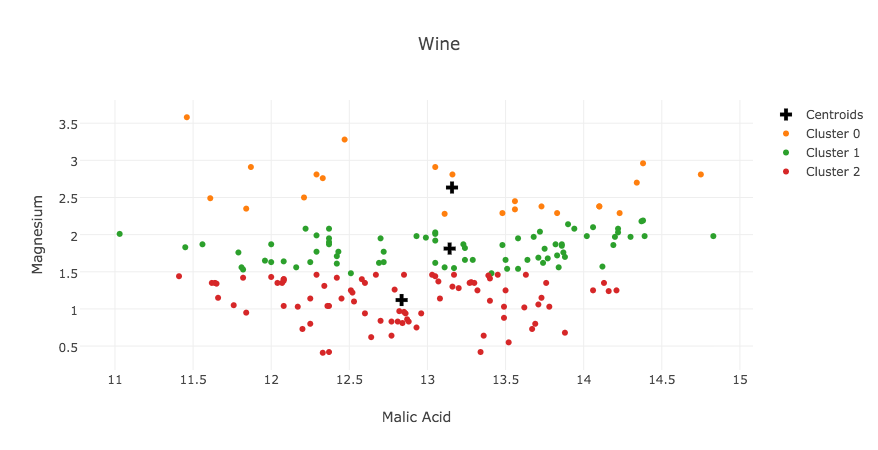 Wine
Centroids
Cluster 0
Cluster 1
Cluster 2
Magnesium
3.5
3
2.5
2
1.5
1
0.5
11
11.5
12
12.5
13
13.5
14
14.5
15
Malic Acid